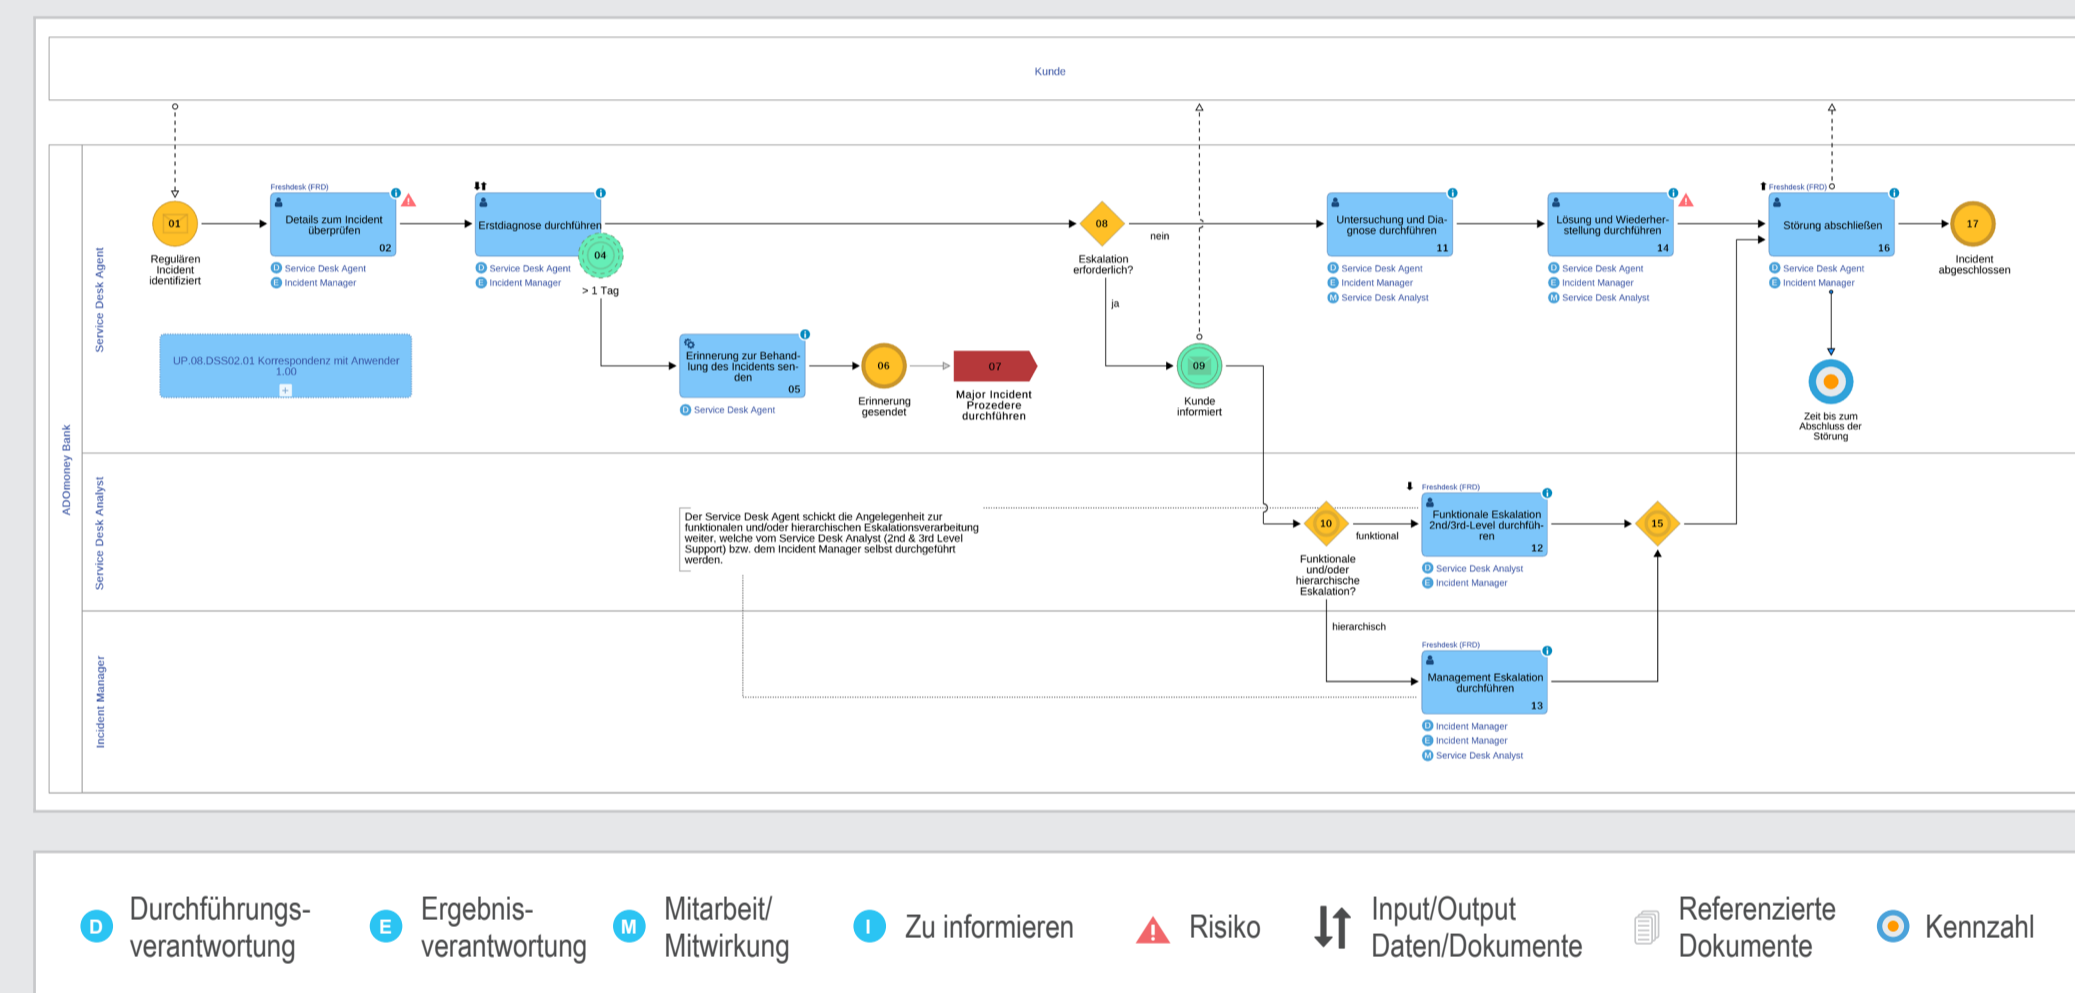 Kunde
ADOmoney Bank
Service Desk Agent
01
Regulären
Incident
identifiziert
Freshdesk (FRD)
Details zum Incident
überprüfen
02
D Service Desk Agent
E Incident Manager
Erstdiagnose durchführen
D Service Desk Agent
E Incident Manager
04
> 1 Tag
08
Eskalation
erforderlich?
nein
ja
Untersuchung und Dia-
gnose durchführen
11
D Service Desk Agent
E Incident Manager
M Service Desk Analyst
Lösung und Wiederher-
stellung durchführen
14
D Service Desk Agent
E Incident Manager
M Service Desk Analyst
Freshdesk (FRD)
Störung abschließen
16
D Service Desk Agent
E Incident Manager
17
Incident
abgeschlossen
UP.08.DSS02.01 Korrespondenz mit Anwender
1.00
Erinnerung zur Behand-
lung des Incidents sen-
den
05
D Service Desk Agent
06
Erinnerung
gesendet
07
Major Incident
Prozedere
durchführen
09
Kunde
informiert
Zeit bis zum
Abschluss der
Störung
Service Desk Analyst
Der Service Desk Agent schickt die Angelegenheit zur
funktionalen und/oder hierarchischen Eskalationsverarbeitung
weiter, welche vom Service Desk Analyst (2nd & 3rd Level
Support) bzw. dem Incident Manager selbst durchgeführt
werden.
10
Funktionale
und/oder
hierarchische
Eskalation?
funktional
Freshdesk (FRD)
Funktionale Eskalation
2nd/3rd-Level durchfüh-
ren
12
D Service Desk Analyst
E Incident Manager
15
Incident Manager
hierarchisch
Freshdesk (FRD)
Management Eskalation
durchführen
13
D Incident Manager
E Incident Manager
M Service Desk Analyst
D Durchführungs-
verantwortung
E Ergebnis-
verantwortung
M Mitarbeit/
Mitwirkung
I Zu informieren
Risiko
Input/Output
Daten/Dokumente
Referenzierte
Dokumente
Kennzahl